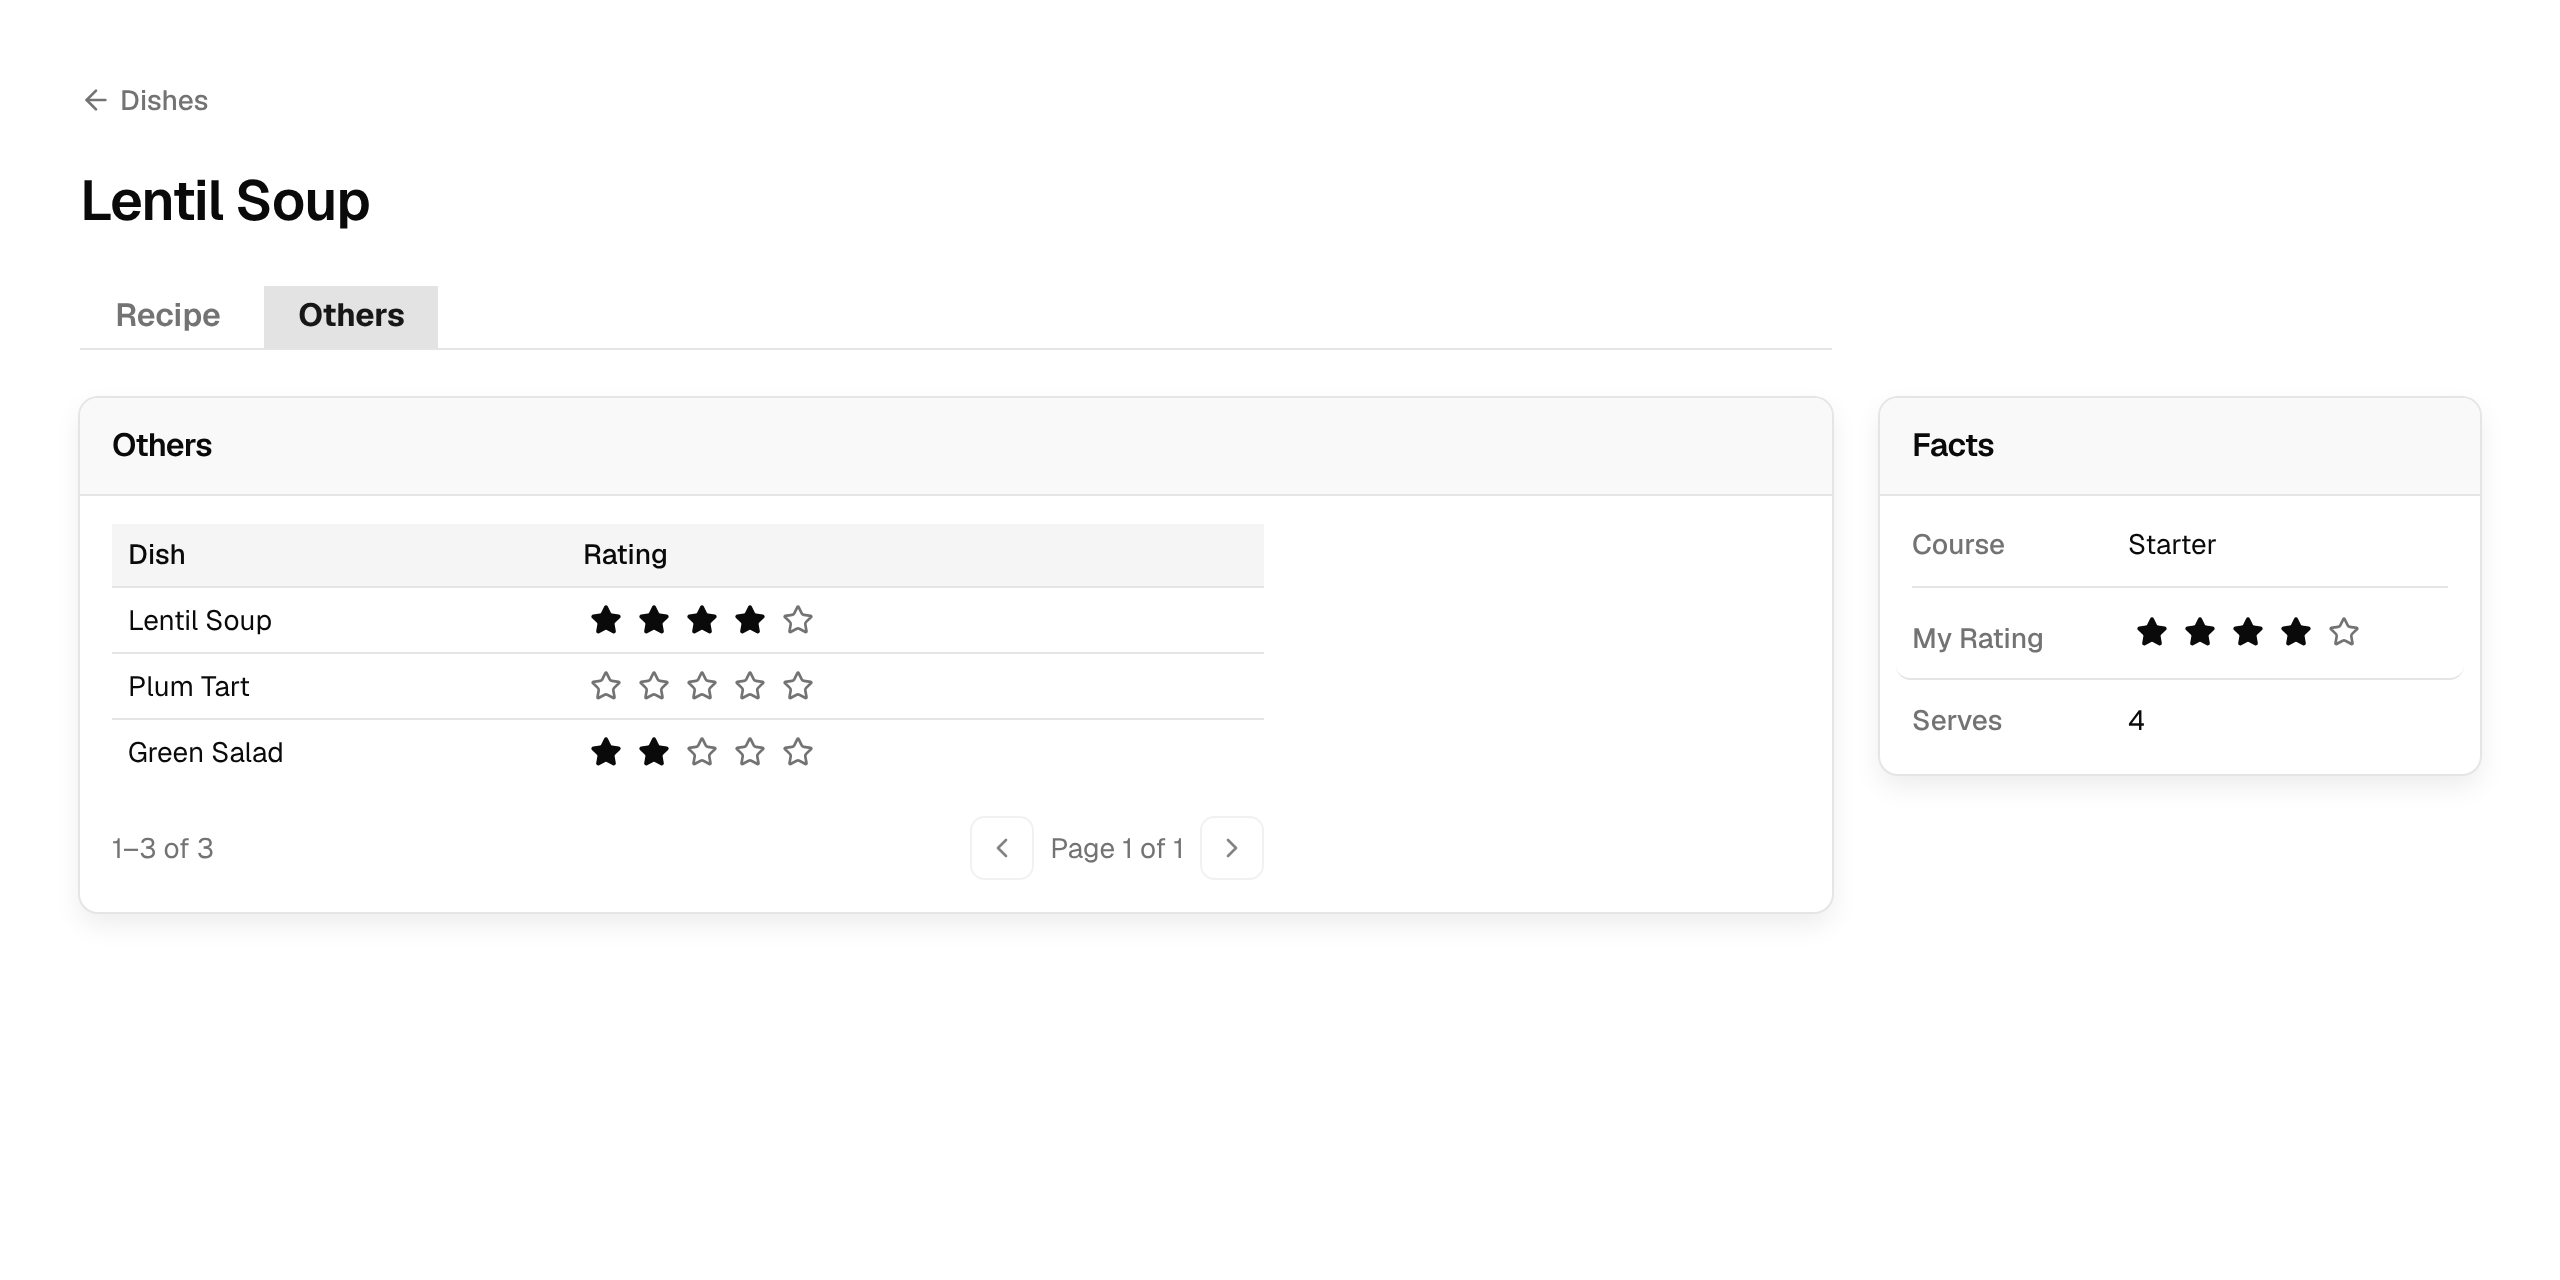 Dishes
Lentil Soup
Recipe Others
Others
Dish Rating
Lentil Soup
Plum Tart
Green Salad
1–3 of 3 Page 1 of 1
Facts
Course Starter
My Rating
Serves 4